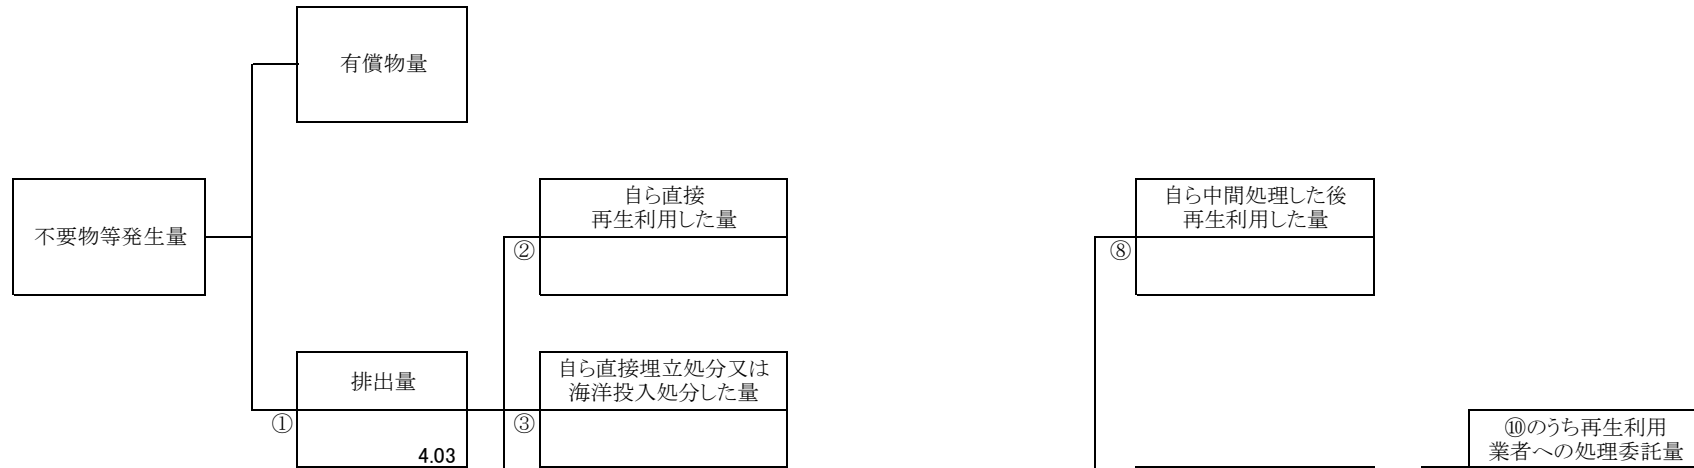 有償物量
不要物等発生量
自ら直接
再生利用した量
②
自ら中間処理した後
再生利用した量
⑧
排出量
①
4.03
自ら直接埋立処分又は
海洋投入処分した量
③
⑩のうち再生利用
業者への処理委託量